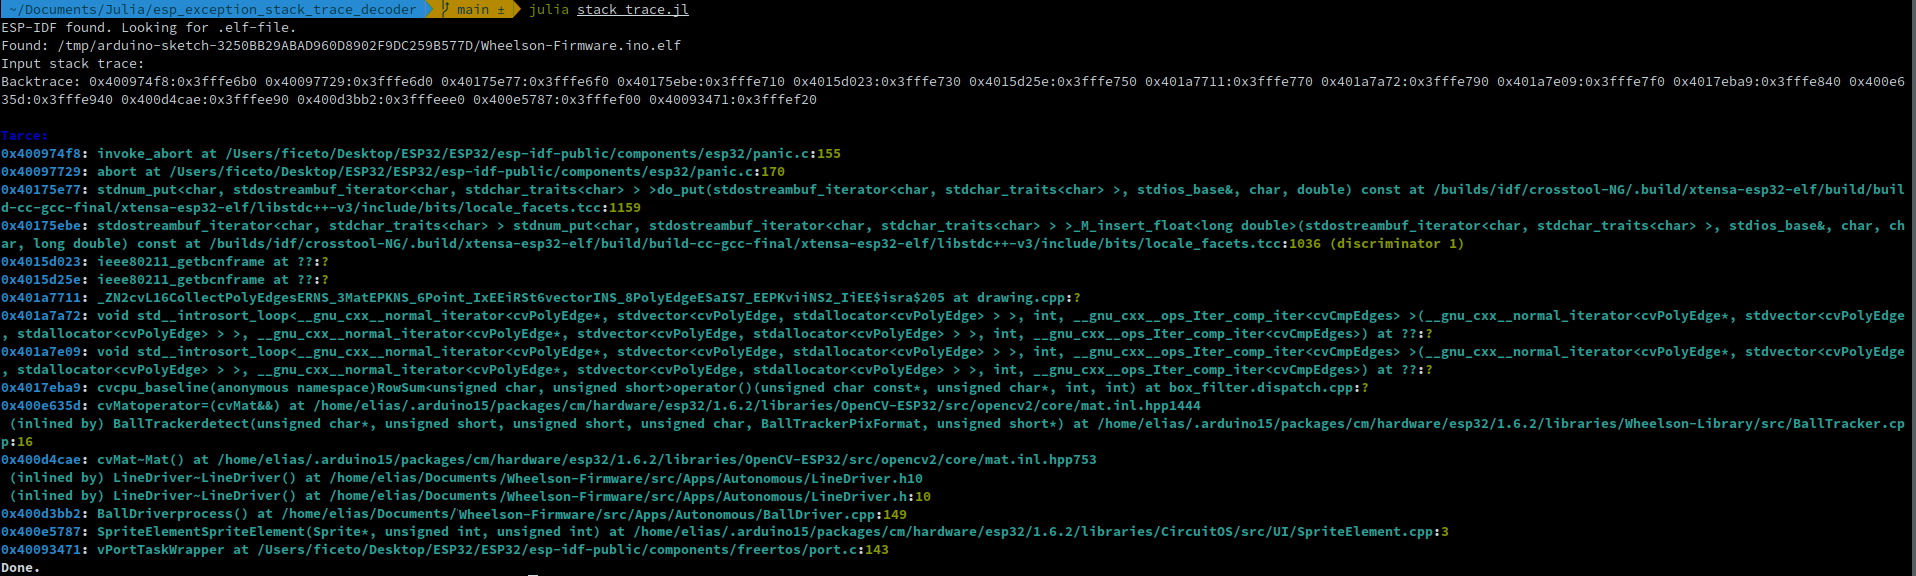 ~/Documents/Julia/esp_exception_stack_trace_decoder main ± julia stack_trace.jl
ESP-IDF found. Looking for .elf-file.
Found: /tmp/arduino-sketch-3250BB29ABAD960D8902F9DC259B577D/Wheelson-Firmware.ino.elf
Input stack trace:
Backtrace: 0x400974f8:0x3fffe6b0 0x40097729:0x3fffe6d0 0x40175e77:0x3fffe6f0 0x40175ebe:0x3fffe710 0x4015d023:0x3fffe730 0x4015d25e:0x3fffe750 0x401a7711:0x3fffe770 0x401a7a72:0x3fffe790 0x401a7e09:0x3fffe7f0 0x4017eba9:0x3fffe840 0x400e6
35d:0x3fffe940 0x400d4cae:0x3fffee90 0x400d3bb2:0x3fffeee0 0x400e5787:0x3fffef00 0x40093471:0x3fffef20
Tarce:
0x400974f8: invoke_abort at /Users/ficeto/Desktop/ESP32/ESP32/esp-idf-public/components/esp32/panic.c:155
0x40097729: abort at /Users/ficeto/Desktop/ESP32/ESP32/esp-idf-public/components/esp32/panic.c:170
0x40175e77: stdnum_put<char, stdostreambuf_iterator<char, stdchar_traits<char> > >do_put(stdostreambuf_iterator<char, stdchar_traits<char> >, stdios_base&, char, double) const at /builds/idf/crosstool-NG/.build/xtensa-esp32-elf/build/buil
d-cc-gcc-final/xtensa-esp32-elf/libstdc++-v3/include/bits/locale_facets.tcc:1159
0x40175ebe: stdostreambuf_iterator<char, stdchar_traits<char> > stdnum_put<char, stdostreambuf_iterator<char, stdchar_traits<char> > >_M_insert_float<long double>(stdostreambuf_iterator<char, stdchar_traits<char> >, stdios_base&, char, ch
ar, long double) const at /builds/idf/crosstool-NG/.build/xtensa-esp32-elf/build/build-cc-gcc-final/xtensa-esp32-elf/libstdc++-v3/include/bits/locale_facets.tcc:1036 (discriminator 1)
0x4015d023: ieee80211_getbcnframe at ??:?
0x4015d25e: ieee80211_getbcnframe at ??:?
0x401a7711: _ZN2cvL16CollectPolyEdgesERNS_3MatEPKNS_6Point_IxEEiRSt6vectorINS_8PolyEdgeESaIS7_EEPKviiNS2_IiEE$isra$205 at drawing.cpp:?
0x401a7a72: void std__introsort_loop<__gnu_cxx__normal_iterator<cvPolyEdge*, stdvector<cvPolyEdge, stdallocator<cvPolyEdge> > >, int, __gnu_cxx__ops_Iter_comp_iter<cvCmpEdges> >(__gnu_cxx__normal_iterator<cvPolyEdge*, stdvector<cvPolyEdge
, stdallocator<cvPolyEdge> > >, __gnu_cxx__normal_iterator<cvPolyEdge*, stdvector<cvPolyEdge, stdallocator<cvPolyEdge> > >, int, __gnu_cxx__ops_Iter_comp_iter<cvCmpEdges>) at ??:?
0x401a7e09: void std__introsort_loop<__gnu_cxx__normal_iterator<cvPolyEdge*, stdvector<cvPolyEdge, stdallocator<cvPolyEdge> > >, int, __gnu_cxx__ops_Iter_comp_iter<cvCmpEdges> >(__gnu_cxx__normal_iterator<cvPolyEdge*, stdvector<cvPolyEdge
, stdallocator<cvPolyEdge> > >, __gnu_cxx__normal_iterator<cvPolyEdge*, stdvector<cvPolyEdge, stdallocator<cvPolyEdge> > >, int, __gnu_cxx__ops_Iter_comp_iter<cvCmpEdges>) at ??:?
0x4017eba9: cvcpu_baseline(anonymous namespace)RowSum<unsigned char, unsigned short>operator()(unsigned char const*, unsigned char*, int, int) at box_filter.dispatch.cpp:?
0x400e635d: cvMatoperator=(cvMat&&) at /home/elias/.arduino15/packages/cm/hardware/esp32/1.6.2/libraries/OpenCV-ESP32/src/opencv2/core/mat.inl.hpp1444
(inlined by) BallTrackerdetect(unsigned char*, unsigned short, unsigned short, unsigned char, BallTrackerPixFormat, unsigned short*) at /home/elias/.arduino15/packages/cm/hardware/esp32/1.6.2/libraries/Wheelson-Library/src/BallTracker.cp
p:16
0x400d4cae: cvMat~Mat() at /home/elias/.arduino15/packages/cm/hardware/esp32/1.6.2/libraries/OpenCV-ESP32/src/opencv2/core/mat.inl.hpp753
(inlined by) LineDriver~LineDriver() at /home/elias/Documents/Wheelson-Firmware/src/Apps/Autonomous/LineDriver.h10
(inlined by) LineDriver~LineDriver() at /home/elias/Documents/Wheelson-Firmware/src/Apps/Autonomous/LineDriver.h:10
0x400d3bb2: BallDriverprocess() at /home/elias/Documents/Wheelson-Firmware/src/Apps/Autonomous/BallDriver.cpp:149
0x400e5787: SpriteElementSpriteElement(Sprite*, unsigned int, unsigned int) at /home/elias/.arduino15/packages/cm/hardware/esp32/1.6.2/libraries/CircuitOS/src/UI/SpriteElement.cpp:3
0x40093471: vPortTaskWrapper at /Users/ficeto/Desktop/ESP32/ESP32/esp-idf-public/components/freertos/port.c:143
Done.